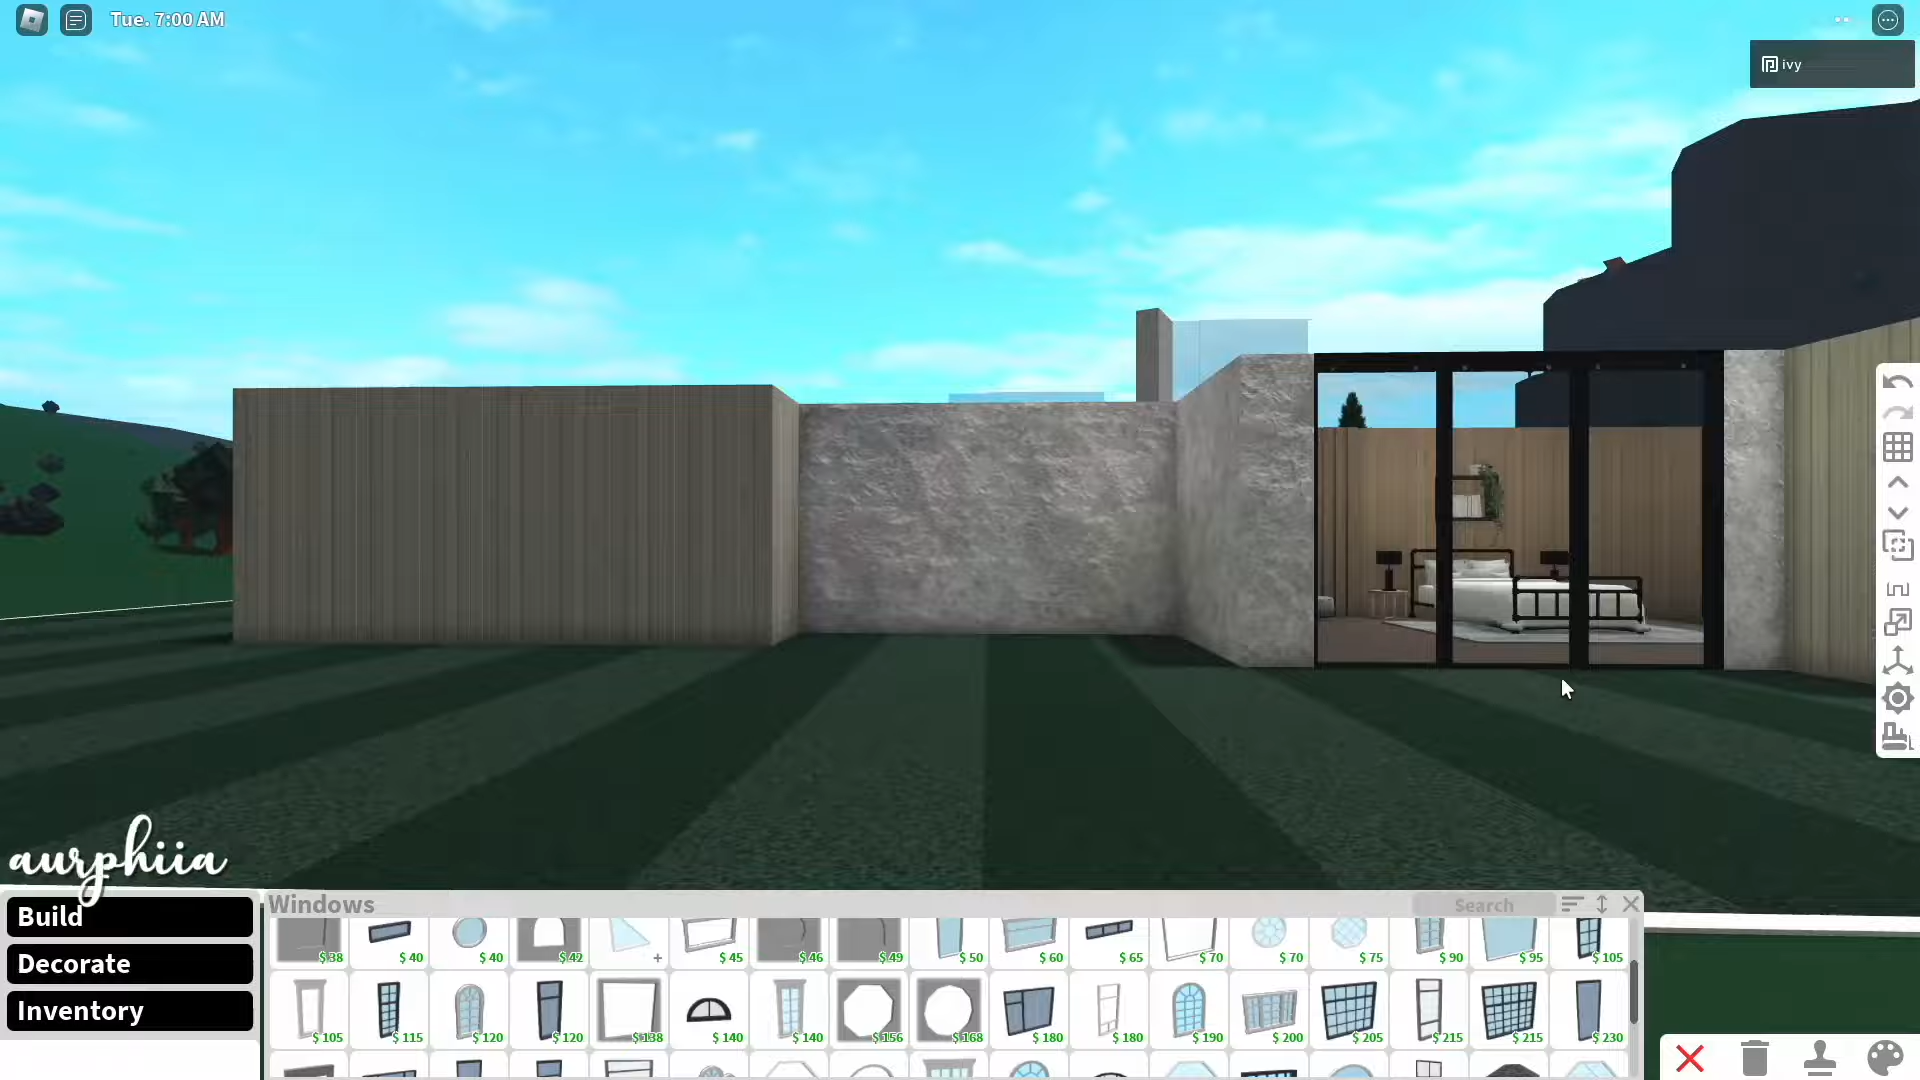 Tue. 7:00 AM
ivy
aurphiia
Build
Decorate
Inventory
Windows
Search
$38 $40 $40 $42 + $45 $46 $49 $50 $60 $65 $70 $70 $75 $90 $95 $105
$105 $115 $120 $120 $138 $140 $140 $156 $168 $180 $180 $190 $200 $205 $215 $215 $230